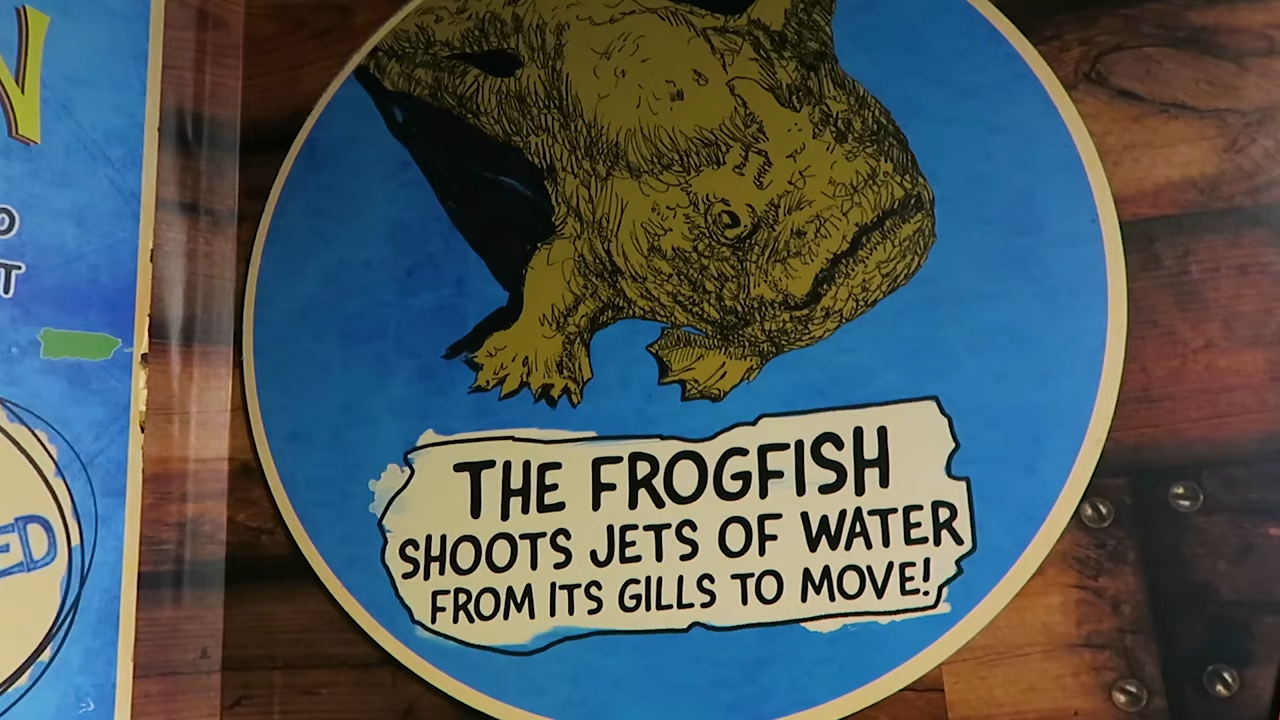 THE FROGFISH
SHOOTS JETS OF WATER
FROM ITS GILLS TO MOVE!